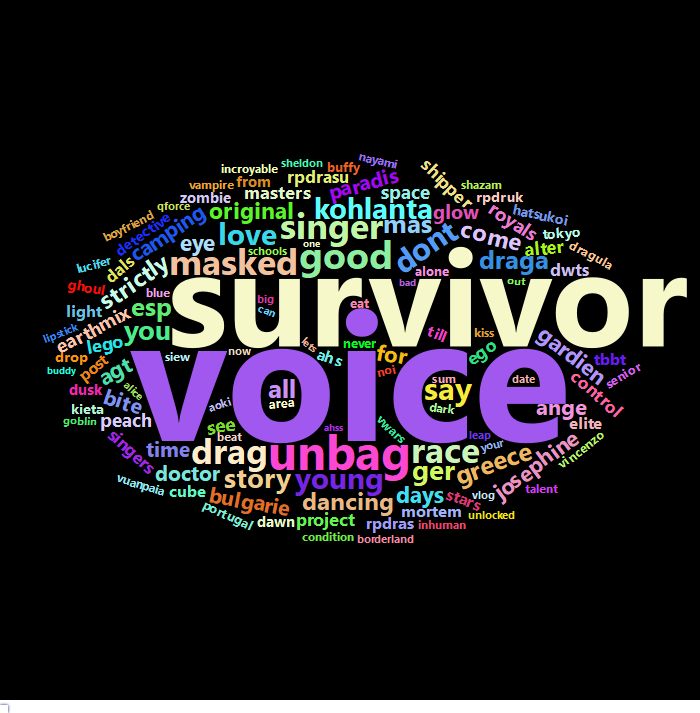 nayami
sheldon buffy
incroyable
vampire from rpdrasu shipper shazam
zombie masters paradis space rpdruk
qforce original kohlanta glow royals hatsukoi
boyfriend camping singer mas tokyo
detective eye love one dont come alter dragula
lucifer dals strictly masked schools good alone draga dwts
ghoul blue big survivor bad out
light esp can eat
earthmix you never till kiss gardien
lipstick lego lets for ego tbbt
drop post siew now voice ahs noi senior
buddy agt sum date control
dusk alice all say
bite aoki area dark ange elite
kieta peach
goblin see beat ahss vwars leap
singers time drag unbag race your josephine vincenzo
doctor story young ger greece
cube days stars vlog talent
vuanpaia bulgarie dancing
portugal dawn project mortem unlocked
rpdras inhuman
condition borderland